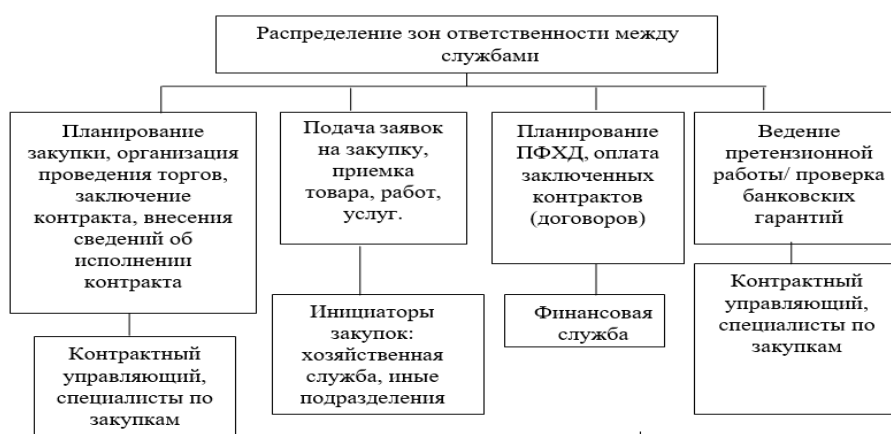 Распределение зон ответственности между
службами
Планирование
закупки, организация
проведения торгов,
заключение
контракта, внесения
сведений об
исполнении
контракта
Подача заявок
на закупку,
приемка
товара, работ,
услуг.
Планирование
ПФХД, оплата
заключенных
контрактов
(договоров)
Ведение
претензионной
работы/ проверка
банковских
гарантий
Контрактный
управляющий,
специалисты по
закупкам
Инициаторы
закупок:
хозяйственная
служба, иные
подразделения
Финансовая
служба
Контрактный
управляющий,
специалисты по
закупкам